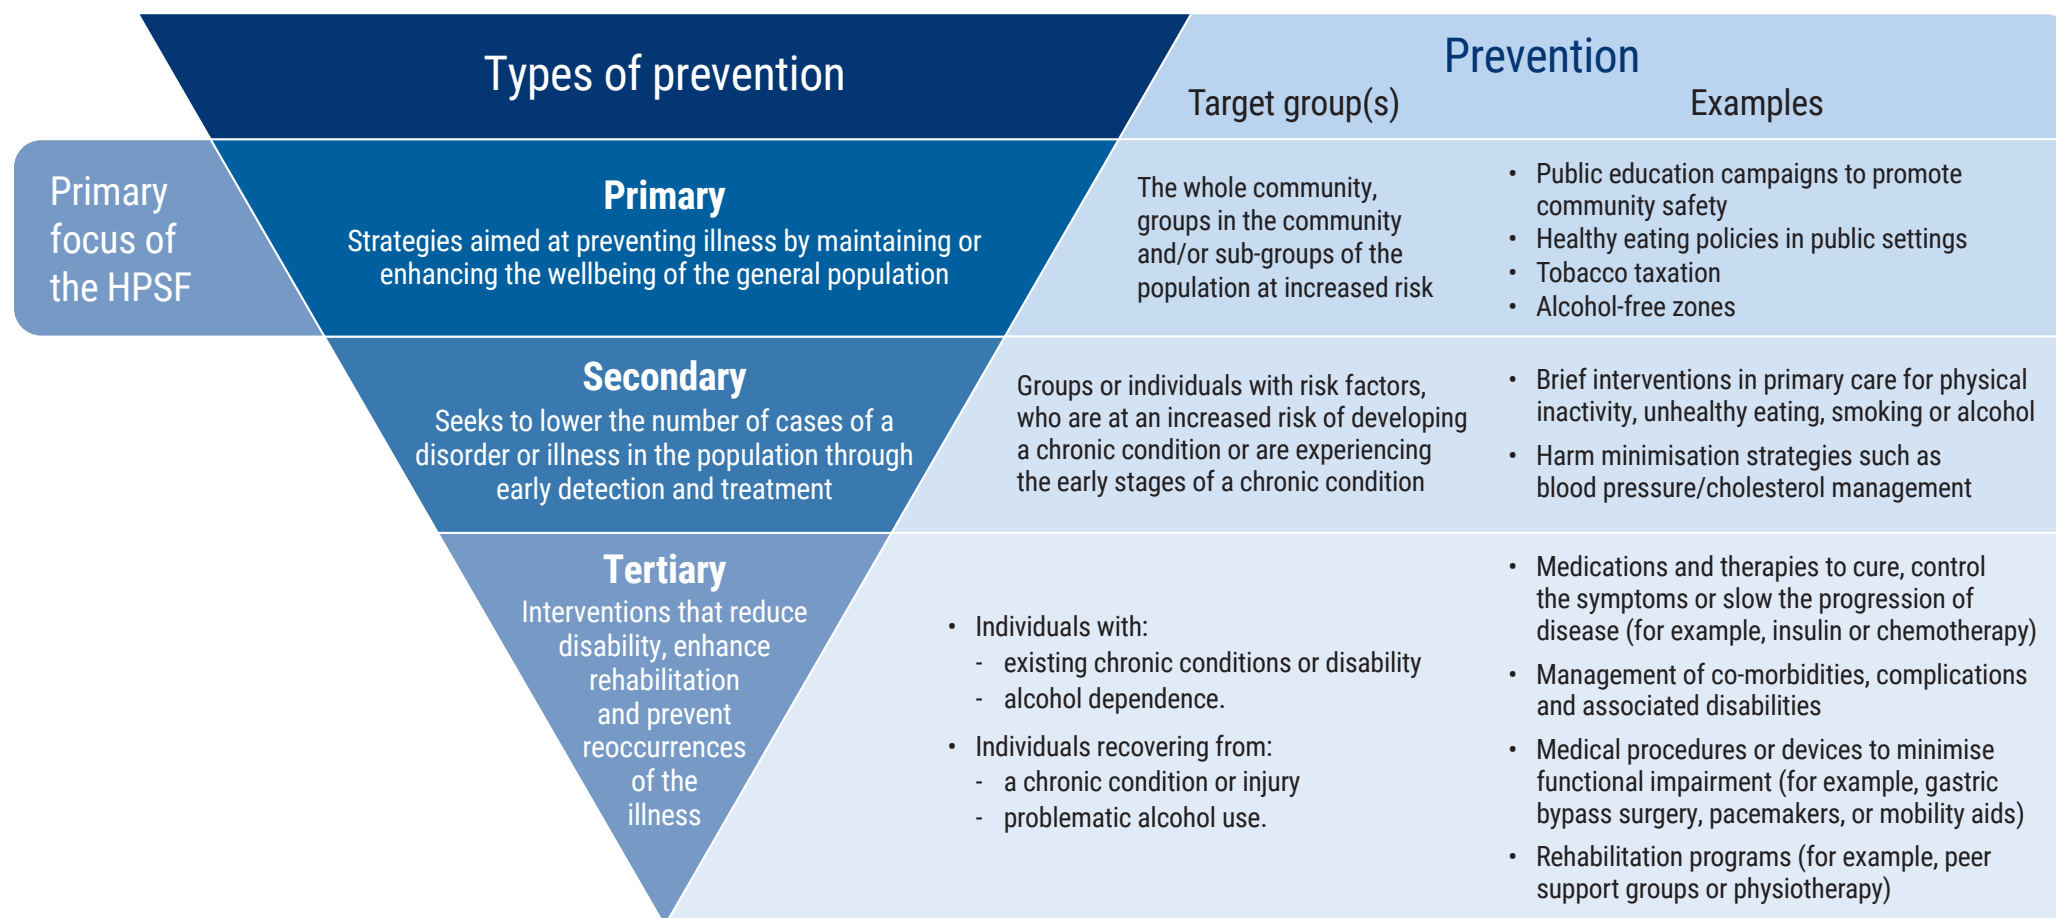 Types of prevention
Prevention
Target group(s)
Examples
Primary
focus of
the HPSF
Primary
Strategies aimed at preventing illness by maintaining or
enhancing the wellbeing of the general population
The whole community,
groups in the community
and/or sub-groups of the
population at increased risk
• Public education campaigns to promote
community safety
• Healthy eating policies in public settings
• Tobacco taxation
• Alcohol-free zones
Secondary
Seeks to lower the number of cases of a
disorder or illness in the population through
early detection and treatment
Groups or individuals with risk factors,
who are at an increased risk of developing
a chronic condition or are experiencing
the early stages of a chronic condition
• Brief interventions in primary care for physical
inactivity, unhealthy eating, smoking or alcohol
• Harm minimisation strategies such as
blood pressure/cholesterol management
Tertiary
Interventions that reduce
disability, enhance
rehabilitation
and prevent
reoccurrences
of the
illness
• Individuals with:
- existing chronic conditions or disability
- alcohol dependence.
• Individuals recovering from:
- a chronic condition or injury
- problematic alcohol use.
• Medications and therapies to cure, control
the symptoms or slow the progression of
disease (for example, insulin or chemotherapy)
• Management of co-morbidities, complications
and associated disabilities
• Medical procedures or devices to minimise
functional impairment (for example, gastric
bypass surgery, pacemakers, or mobility aids)
• Rehabilitation programs (for example, peer
support groups or physiotherapy)